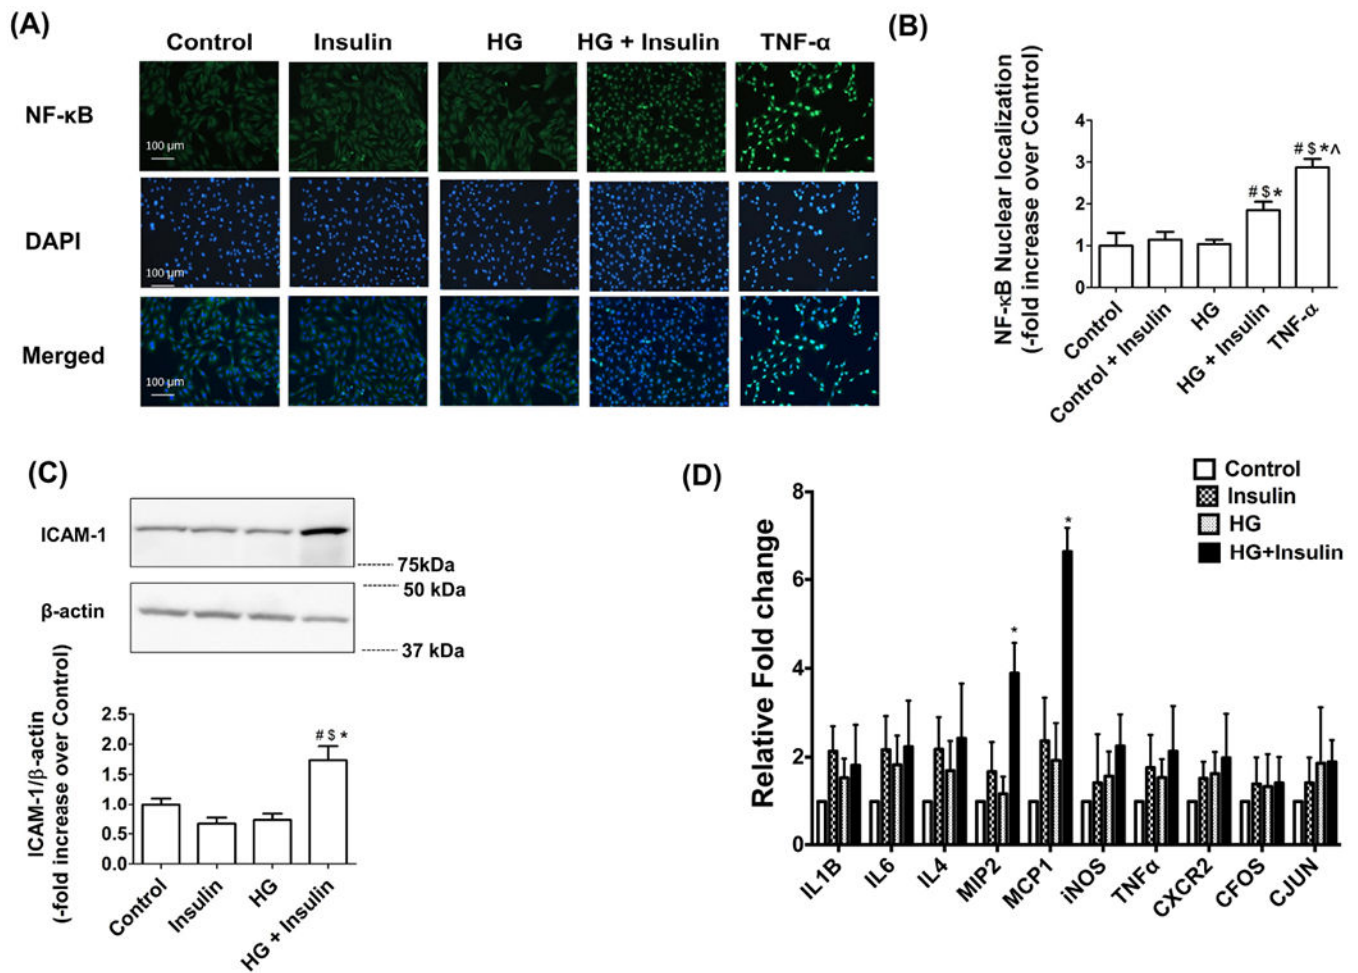 (A)
Control Insulin HG HG + Insulin TNF-α
NF-κB
100 µm
DAPI
100 µm
Merged
100 µm
(B)
NF-κB Nuclear localization
(-fold increase over Control)
4
3
2
1
0
# $ *
# $ * ^
Control
Control + Insulin
HG
HG + Insulin
TNF-α
(C)
ICAM-1
75kDa
50 kDa
β-actin
37 kDa
ICAM-1/β-actin
(-fold increase over Control)
2.5
2.0
1.5
1.0
0.5
0.0
# $ *
Control
Insulin
HG
HG + Insulin
(D)
Control
Insulin
HG
HG+Insulin
Relative Fold change
8
6
4
2
0
*
*
IL1B
IL6
IL4
MIP2
MCP1
iNOS
TNFα
CXCR2
CFOS
CJUN